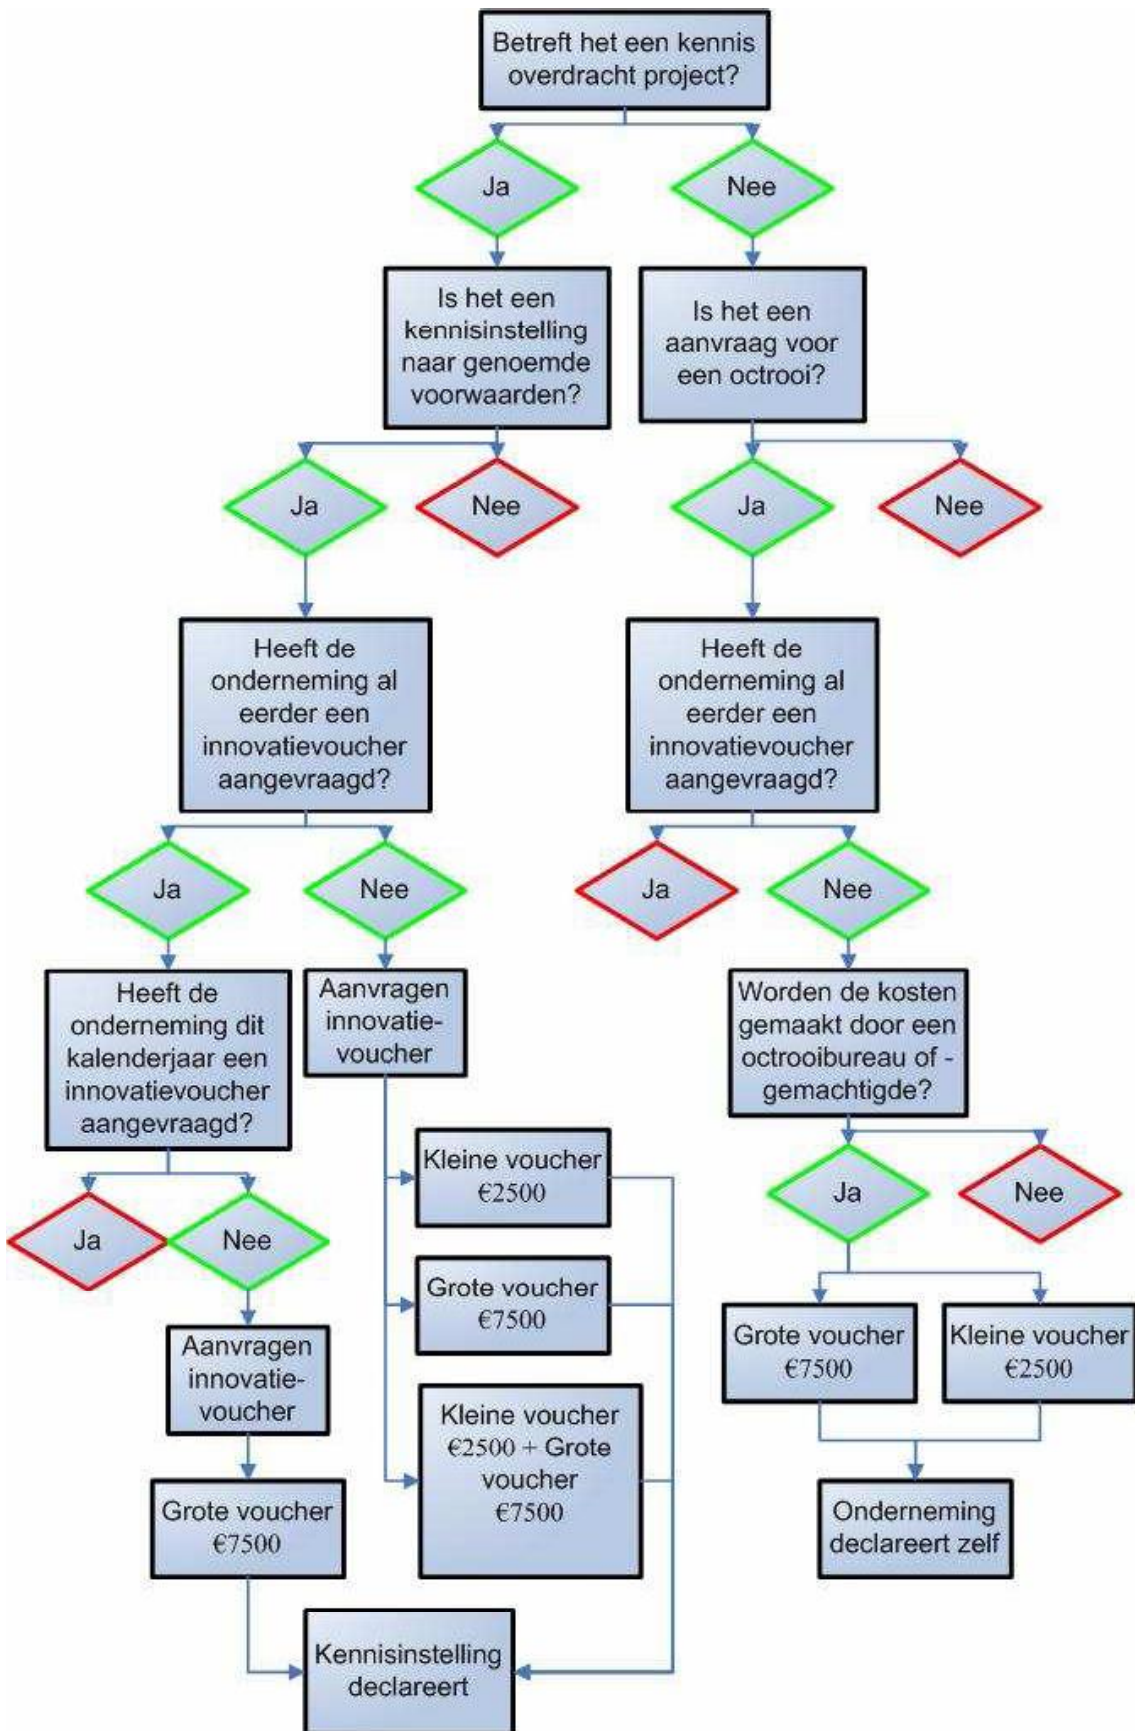 Betreft het een kennis
overdracht project?
Ja
Nee
Is het een
kennisinstelling
naar genoemde
voorwaarden?
Is het een
aanvraag voor
een octrooi?
Ja
Nee
Ja
Nee
Heeft de
onderneming al
eerder een
innovatievoucher
aangevraagd?
Heeft de
onderneming al
eerder een
innovatievoucher
aangevraagd?
Ja
Nee
Ja
Nee
Heeft de
onderneming dit
kalenderjaar een
innovatievoucher
aangevraagd?
Aanvragen
innovatie-
voucher
Worden de kosten
gemaakt door een
octrooibureau of -
gemachtigde?
Kleine voucher
€2500
Ja
Nee
Ja
Nee
Grote voucher
€7500
Grote voucher
€7500
Kleine voucher
€2500
Aanvragen
innovatie-
voucher
Kleine voucher
€2500 + Grote
voucher
€7500
Grote voucher
€7500
Onderneming
declareert zelf
Kennisinstelling
declareert